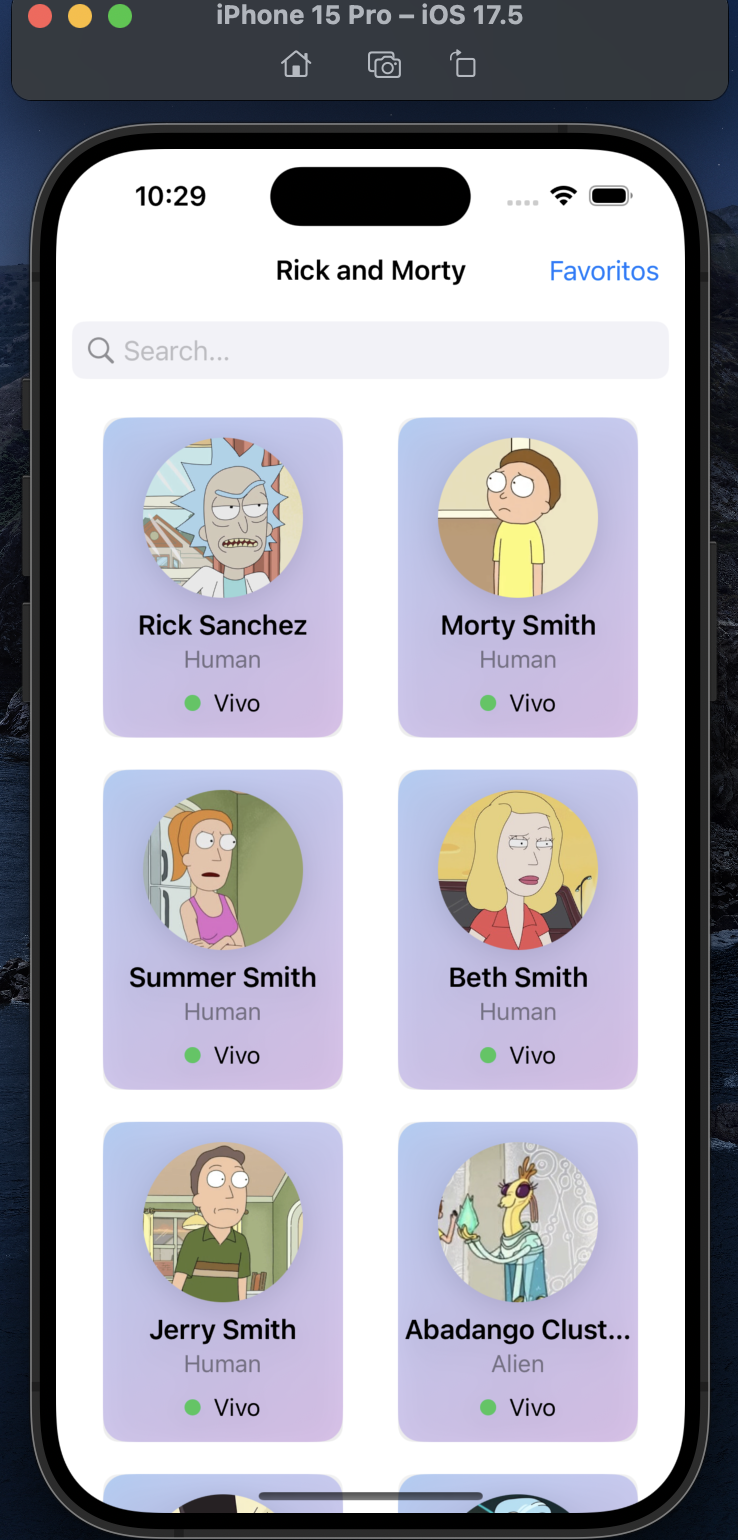 iPhone 15 Pro – iOS 17.5
10:29
Rick and Morty
Favoritos
Search...
Rick Sanchez
Human
Vivo
Morty Smith
Human
Vivo
Summer Smith
Human
Vivo
Beth Smith
Human
Vivo
Jerry Smith
Human
Vivo
Abadango Clust...
Alien
Vivo